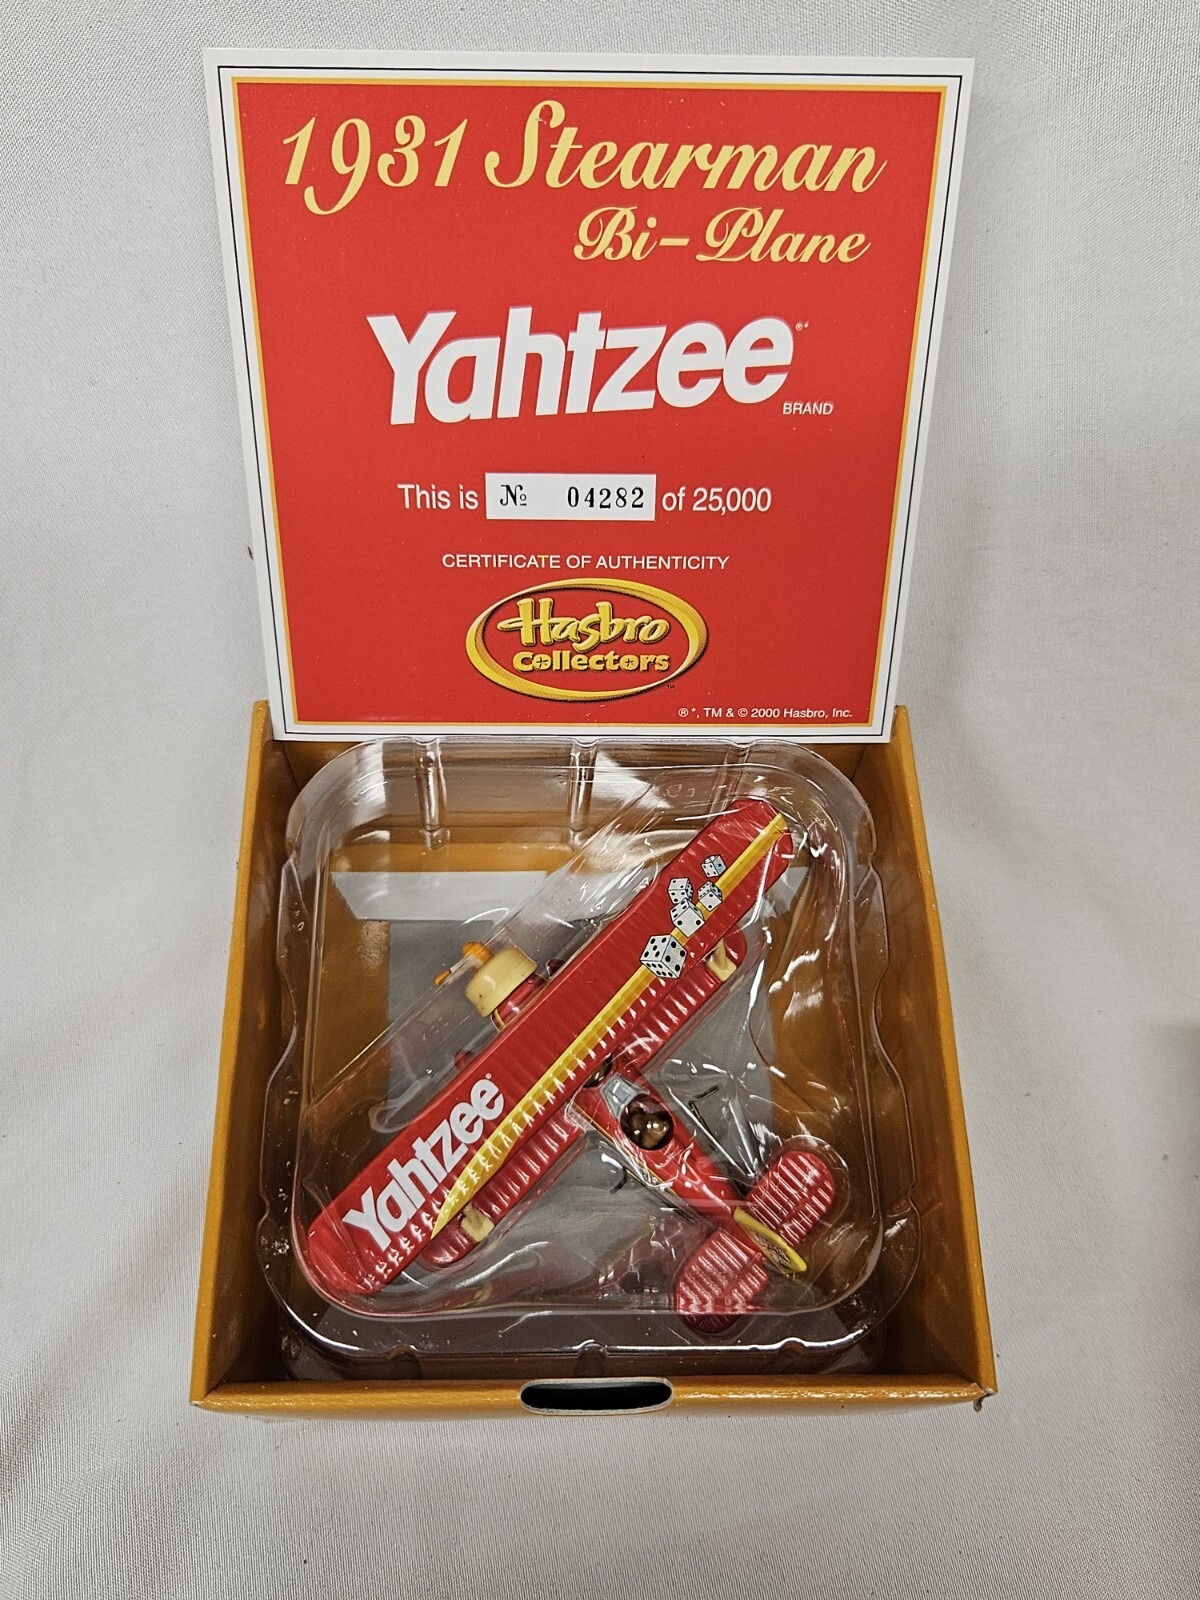 1931 Stearman
Bi-Plane
Yahtzee®*
BRAND
This is № 04282 of 25,000
CERTIFICATE OF AUTHENTICITY
Hasbro
Collectors™
®*, TM & © 2000 Hasbro, Inc.
Yahtzee